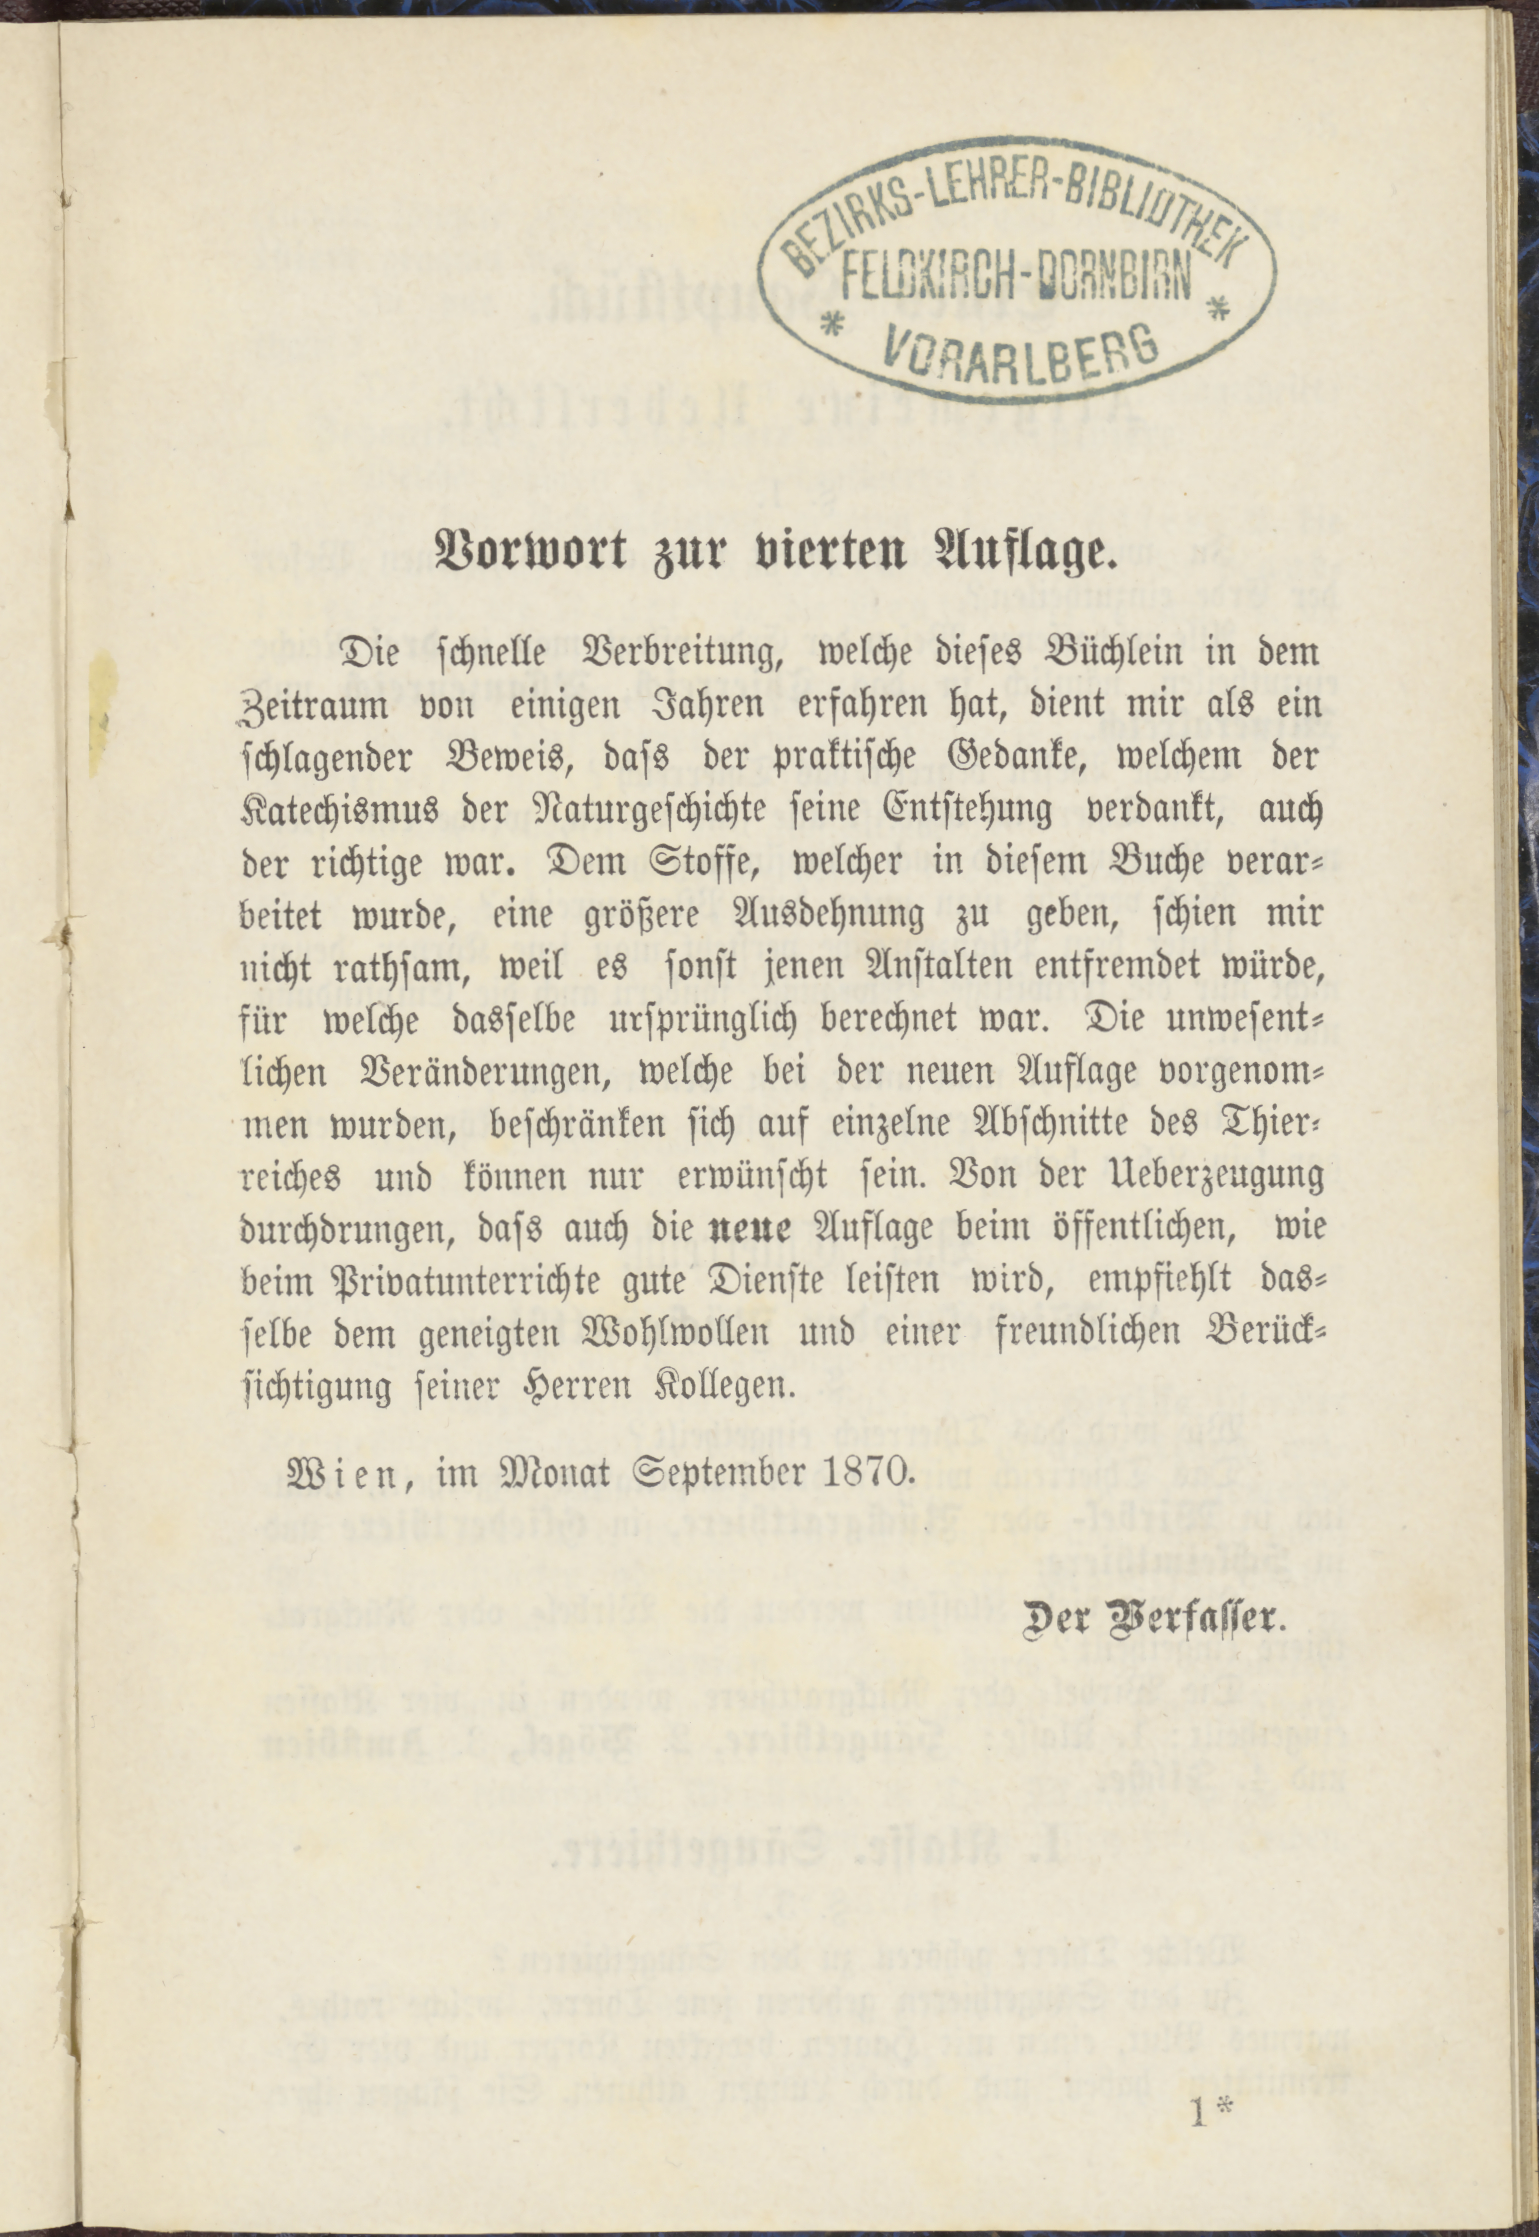 BEZIRKS-LEHRER-BIBLIOTHEK
FELDKIRCH-DORNBIRN
* VORARLBERG *
Vorwort zur vierten Auflage.
Die schnelle Verbreitung, welche dieses Büchlein in dem
Zeitraum von einigen Jahren erfahren hat, dient mir als ein
schlagender Beweis, dass der praktische Gedanke, welchem der
Katechismus der Naturgeschichte seine Entstehung verdankt, auch
der richtige war. Dem Stoffe, welcher in diesem Buche verar-
beitet wurde, eine größere Ausdehnung zu geben, schien mir
nicht rathsam, weil es sonst jenen Anstalten entfremdet würde,
für welche dasselbe ursprünglich berechnet war. Die unwesent-
lichen Veränderungen, welche bei der neuen Auflage vorgenom-
men wurden, beschränken sich auf einzelne Abschnitte des Thier-
reiches und können nur erwünscht sein. Von der Ueberzeugung
durchdrungen, dass auch die neue Auflage beim öffentlichen, wie
beim Privatunterrichte gute Dienste leisten wird, empfiehlt das-
selbe dem geneigten Wohlwollen und einer freundlichen Berück-
sichtigung seiner Herren Kollegen.
Wien, im Monat September 1870.
Der Verfasser.
1*